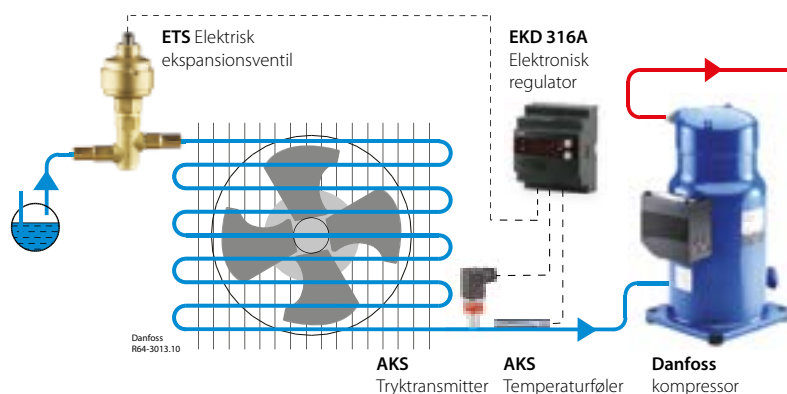 ETS Elektrisk
ekspansionsventil
EKD 316A
Elektronisk
regulator
Danfoss
R64-3013.10
AKS
Tryktransmitter
AKS
Temperaturføler
Danfoss
kompressor